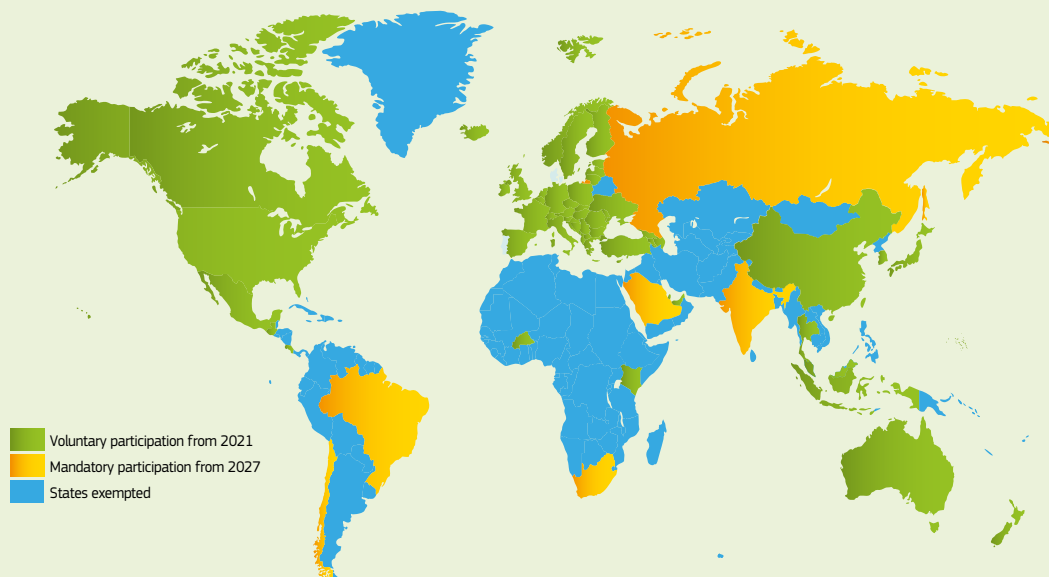 Voluntary participation from 2021
Mandatory participation from 2027
States exempted